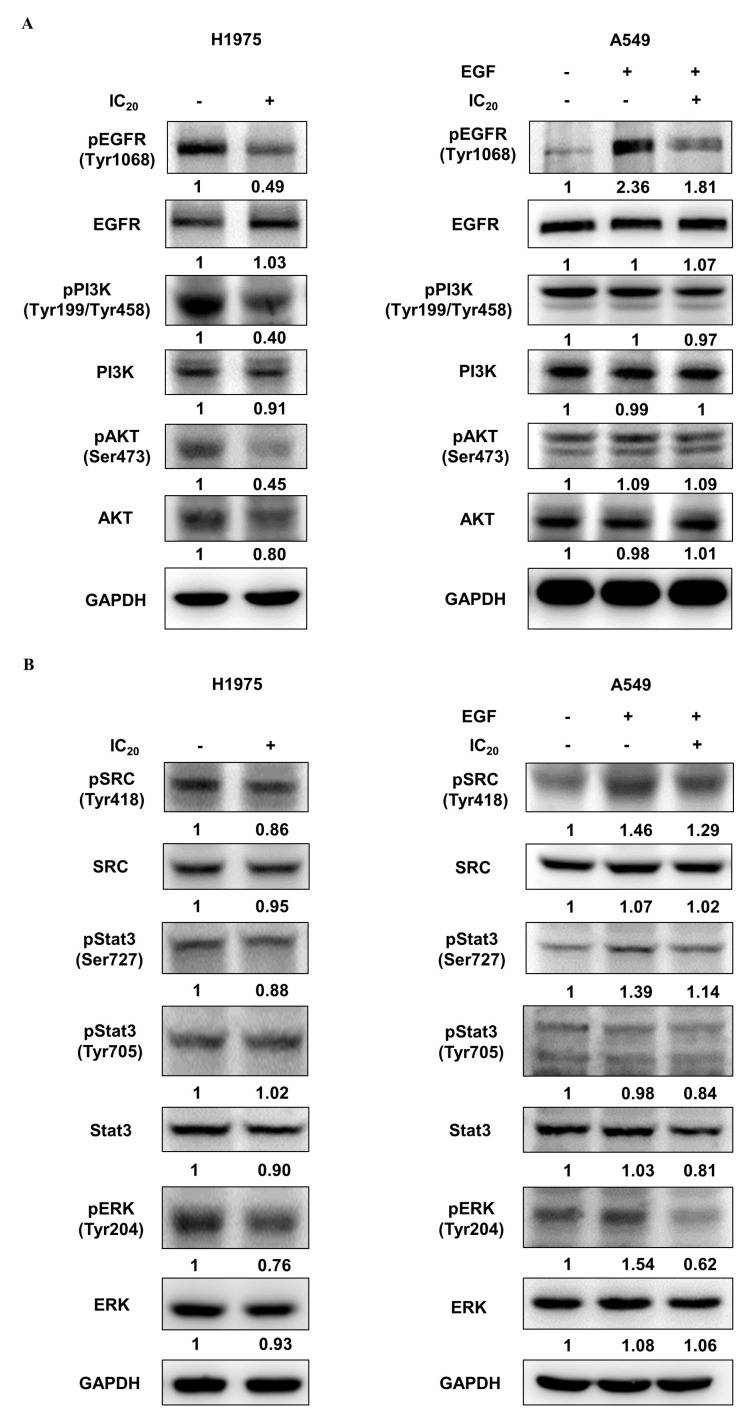 A
H1975 A549
EGF - + +
IC20 - + IC20 - - +
pEGFR pEGFR
(Tyr1068) (Tyr1068)
1 0.49 1 2.36 1.81
EGFR EGFR
1 1.03 1 1 1.07
pPI3K pPI3K
(Tyr199/Tyr458) (Tyr199/Tyr458)
1 0.40 1 1 0.97
PI3K PI3K
1 0.91 1 0.99 1
pAKT pAKT
(Ser473) (Ser473)
1 0.45 1 1.09 1.09
AKT AKT
1 0.80 1 0.98 1.01
GAPDH GAPDH
B
H1975 A549
EGF - + +
IC20 - + IC20 - - +
pSRC pSRC
(Tyr418) (Tyr418)
1 0.86 1 1.46 1.29
SRC SRC
1 0.95 1 1.07 1.02
pStat3 pStat3
(Ser727) (Ser727)
1 0.88 1 1.39 1.14
pStat3 pStat3
(Tyr705) (Tyr705)
1 1.02 1 0.98 0.84
Stat3 Stat3
1 0.90 1 1.03 0.81
pERK pERK
(Tyr204) (Tyr204)
1 0.76 1 1.54 0.62
ERK ERK
1 0.93 1 1.08 1.06
GAPDH GAPDH